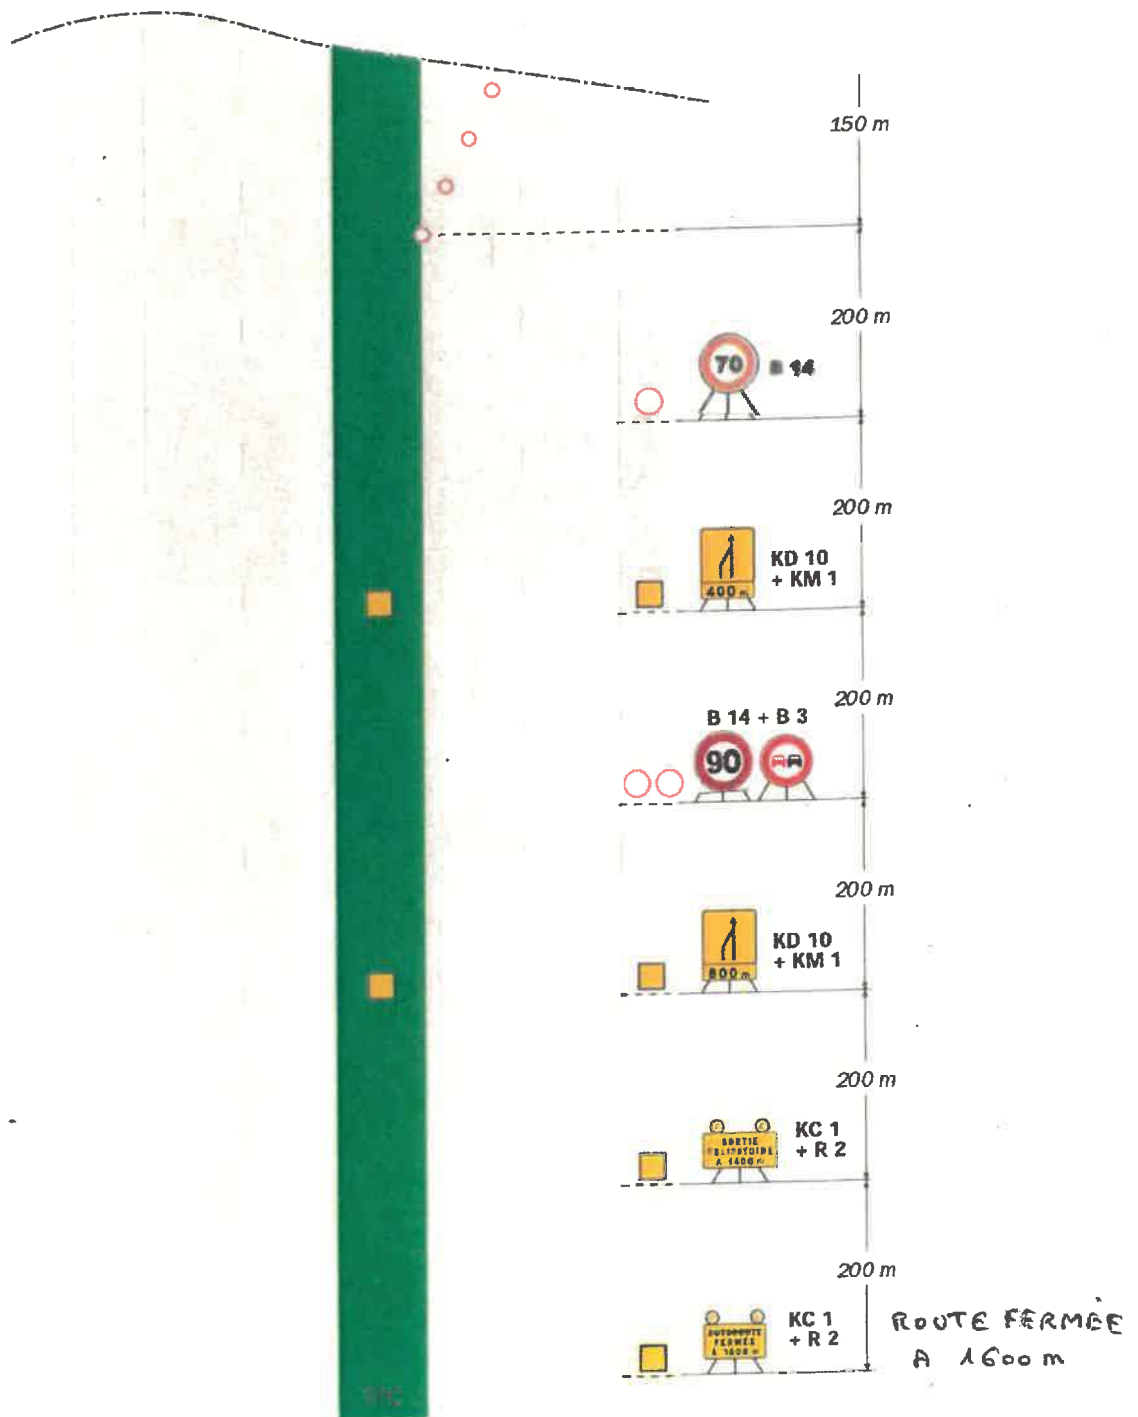 150 m
200 m
70
B 14
200 m
KD 10
+ KM 1
400 m
200 m
B 14 + B 3
90
200 m
KD 10
+ KM 1
800 m
200 m
KC 1
+ R 2
SORTIE
A 1400 m
200 m
KC 1
+ R 2
AUTOROUTE
FERMÉE
A 1600 m
ROUTE FERMÉE
A 1600 m